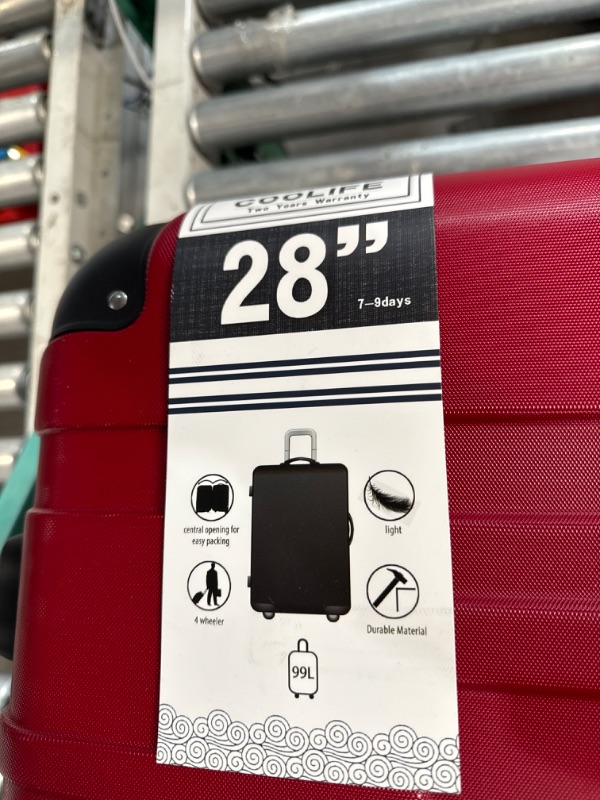 COOLIFE
Two Years Warranty
28”
7–9days
central opening for
easy packing
light
4 wheeler
Durable Material
99L